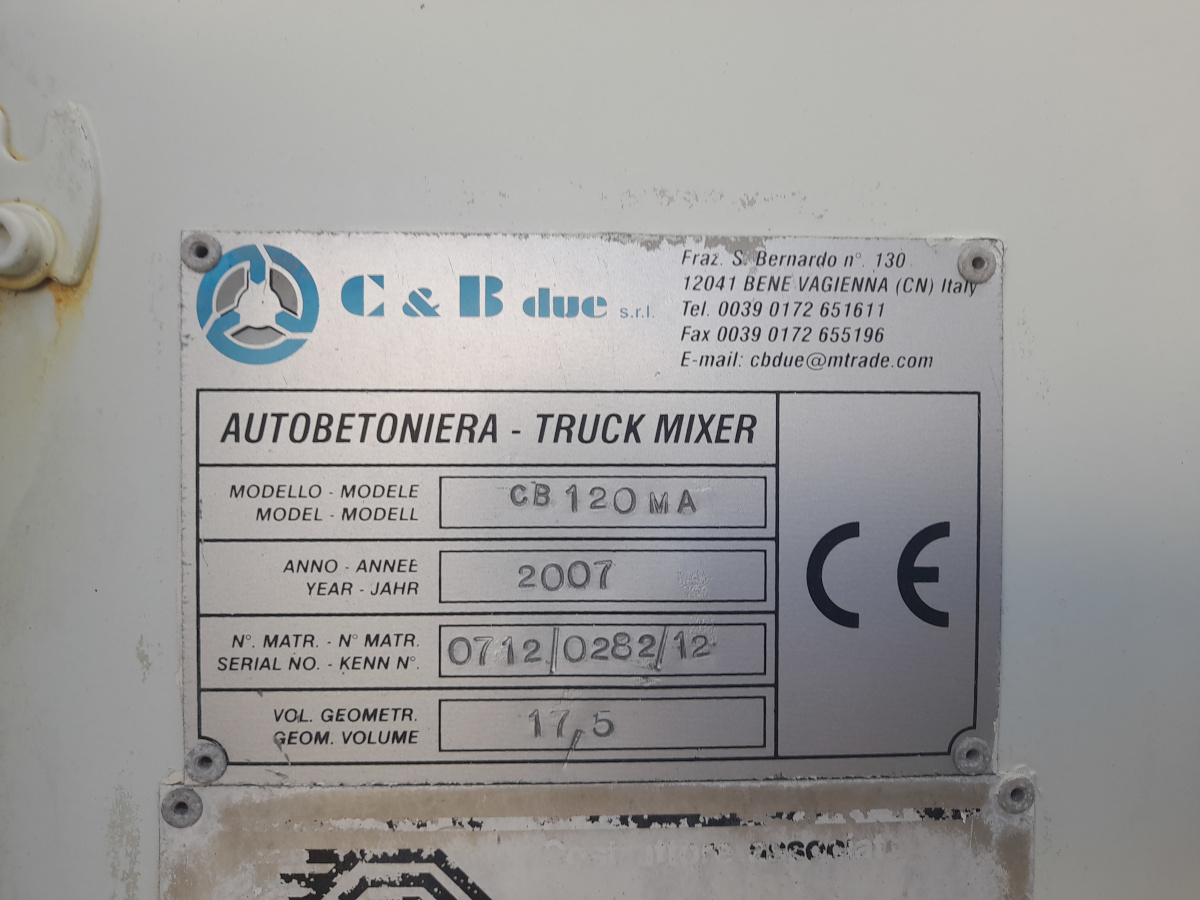 C & B due s.r.l.
Fraz. S. Bernardo n°. 130
12041 BENE VAGIENNA (CN) Italy
Tel. 0039 0172 651611
Fax 0039 0172 655196
E-mail: cbdue@mtrade.com
AUTOBETONIERA - TRUCK MIXER
MODELLO - MODELE
MODEL - MODELL
CB 120 MA
ANNO - ANNEE
YEAR - JAHR
2007
N°. MATR. - N° MATR.
SERIAL NO. - KENN N°.
0712/0282/12
VOL. GEOMETR.
GEOM. VOLUME
17,5
CE